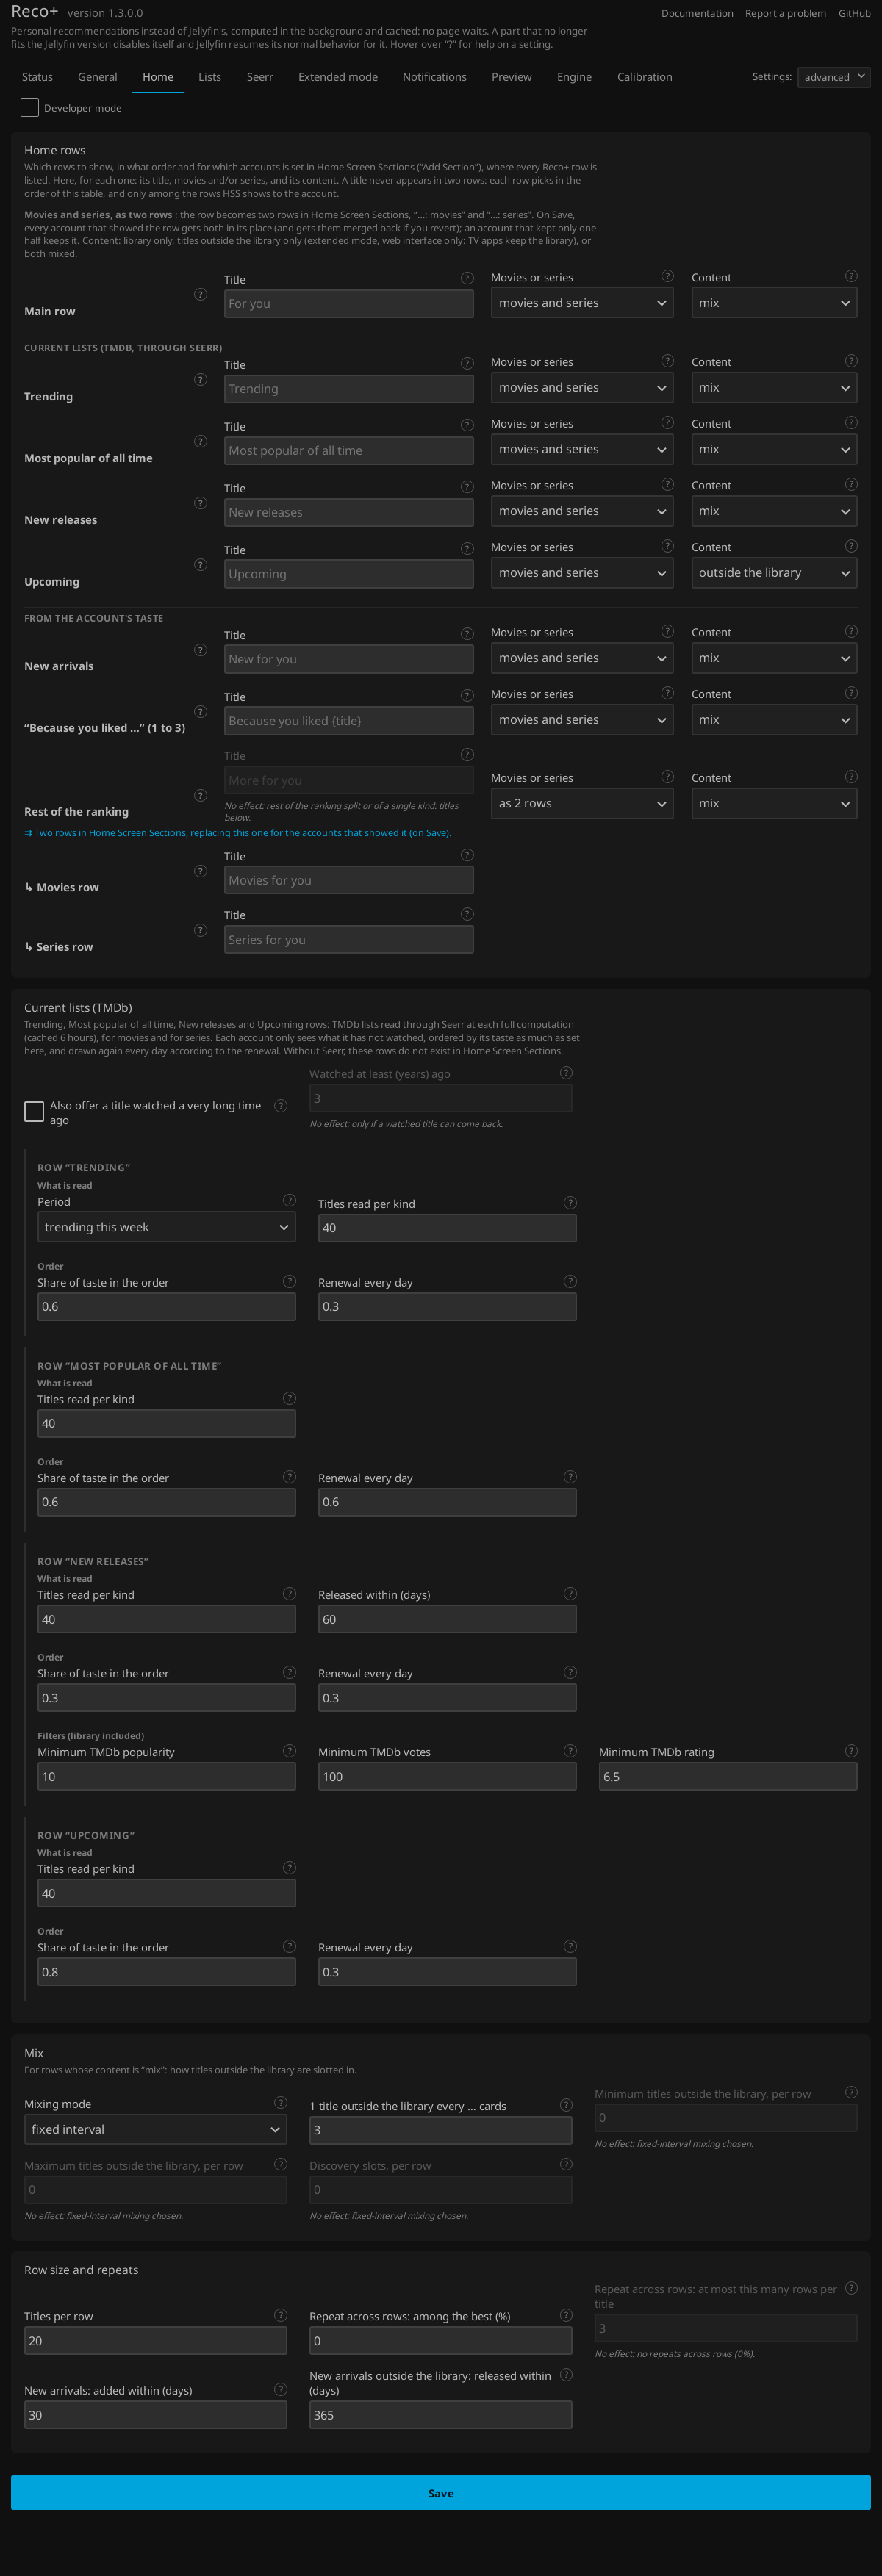 Reco+ version 1.3.0.0
Documentation Report a problem GitHub
Personal recommendations instead of Jellyfin's, computed in the background and cached: no page waits. A part that no longer
fits the Jellyfin version disables itself and Jellyfin resumes its normal behavior for it. Hover over "?" for help on a setting.
Status General Home Lists Seerr Extended mode Notifications Preview Engine Calibration
Settings: advanced
Developer mode
Home rows
Which rows to show, in what order and for which accounts is set in Home Screen Sections ("Add Section"), where every Reco+ row is
listed. Here, for each one: its title, movies and/or series, and its content. A title never appears in two rows: each row picks in the
order of this table, and only among the rows HSS shows to the account.
Movies and series, as two rows : the row becomes two rows in Home Screen Sections, "…: movies" and "…: series". On Save,
every account that showed the row gets both in its place (and gets them merged back if you revert); an account that kept only one
half keeps it. Content: library only, titles outside the library only (extended mode, web interface only: TV apps keep the library), or
both mixed.
Title ? Movies or series ? Content ?
Main row ? For you movies and series mix
CURRENT LISTS (TMDB, THROUGH SEERR)
Title ? Movies or series ? Content ?
Trending ? Trending movies and series mix
Title ? Movies or series ? Content ?
Most popular of all time ? Most popular of all time movies and series mix
Title ? Movies or series ? Content ?
New releases ? New releases movies and series mix
Title ? Movies or series ? Content ?
Upcoming ? Upcoming movies and series outside the library
FROM THE ACCOUNT'S TASTE
Title ? Movies or series ? Content ?
New arrivals ? New for you movies and series mix
Title ? Movies or series ? Content ?
"Because you liked …" (1 to 3) ? Because you liked {title} movies and series mix
Title ? Movies or series ? Content ?
Rest of the ranking ? More for you as 2 rows mix
No effect: rest of the ranking split or of a single kind: titles
below.
⇉ Two rows in Home Screen Sections, replacing this one for the accounts that showed it (on Save).
Title ?
↳ Movies row ? Movies for you
Title ?
↳ Series row ? Series for you
Current lists (TMDb)
Trending, Most popular of all time, New releases and Upcoming rows: TMDb lists read through Seerr at each full computation
(cached 6 hours), for movies and for series. Each account only sees what it has not watched, ordered by its taste as much as set
here, and drawn again every day according to the renewal. Without Seerr, these rows do not exist in Home Screen Sections.
Also offer a title watched a very long time
ago
?
Watched at least (years) ago ?
3
No effect: only if a watched title can come back.
ROW "TRENDING"
What is read
Period ? Titles read per kind ?
trending this week 40
Order
Share of taste in the order ? Renewal every day ?
0.6 0.3
ROW "MOST POPULAR OF ALL TIME"
What is read
Titles read per kind ?
40
Order
Share of taste in the order ? Renewal every day ?
0.6 0.6
ROW "NEW RELEASES"
What is read
Titles read per kind ? Released within (days) ?
40 60
Order
Share of taste in the order ? Renewal every day ?
0.3 0.3
Filters (library included)
Minimum TMDb popularity ? Minimum TMDb votes ? Minimum TMDb rating ?
10 100 6.5
ROW "UPCOMING"
What is read
Titles read per kind ?
40
Order
Share of taste in the order ? Renewal every day ?
0.8 0.3
Mix
For rows whose content is "mix": how titles outside the library are slotted in.
Mixing mode ? 1 title outside the library every … cards ? Minimum titles outside the library, per row ?
fixed interval 3 0
No effect: fixed-interval mixing chosen.
Maximum titles outside the library, per row ? Discovery slots, per row ?
0 0
No effect: fixed-interval mixing chosen. No effect: fixed-interval mixing chosen.
Row size and repeats
Titles per row ? Repeat across rows: among the best (%) ? Repeat across rows: at most this many rows per
title ?
20 0 3
No effect: no repeats across rows (0%).
New arrivals: added within (days) ? New arrivals outside the library: released within
(days) ?
30 365
Save